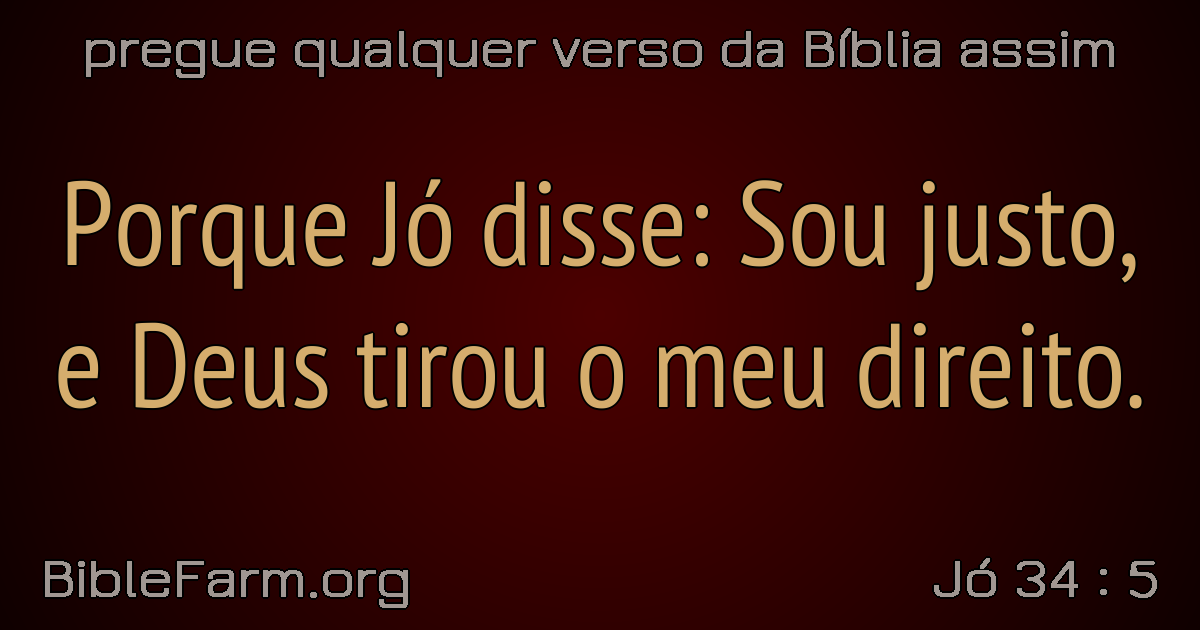 pregue qualquer verso da Bíblia assim
Porque Jó disse: Sou justo,
e Deus tirou o meu direito.
BibleFarm.org
Jó 34 : 5